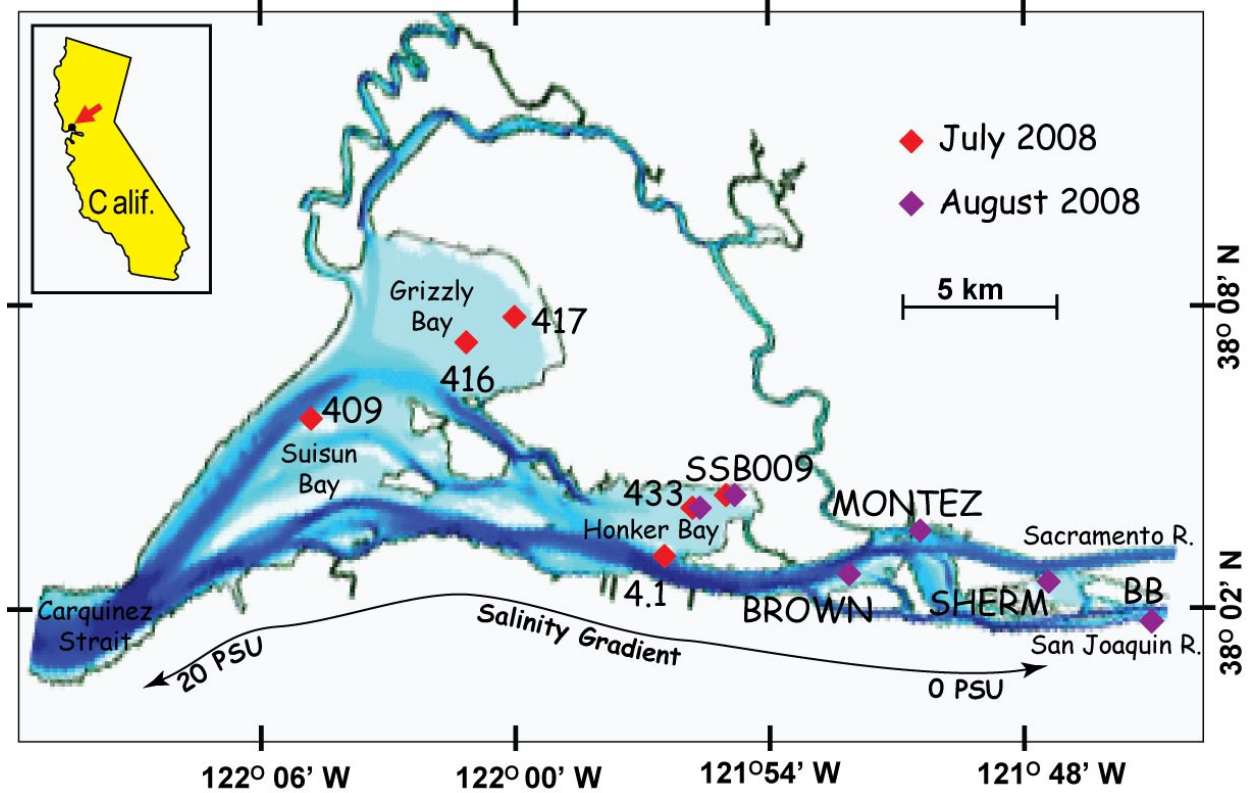 Calif.
July 2008
August 2008
5 km
Grizzly
Bay
417
416
409
Suisun
Bay
SSB009
433
Honker Bay
4.1
MONTEZ
Sacramento R.
BROWN
SHERM
BB
San Joaquin R.
Carquinez
Strait
20 PSU
Salinity Gradient
0 PSU
38° 08' N
38° 02' N
122° 06' W
122° 00' W
121° 54' W
121° 48' W